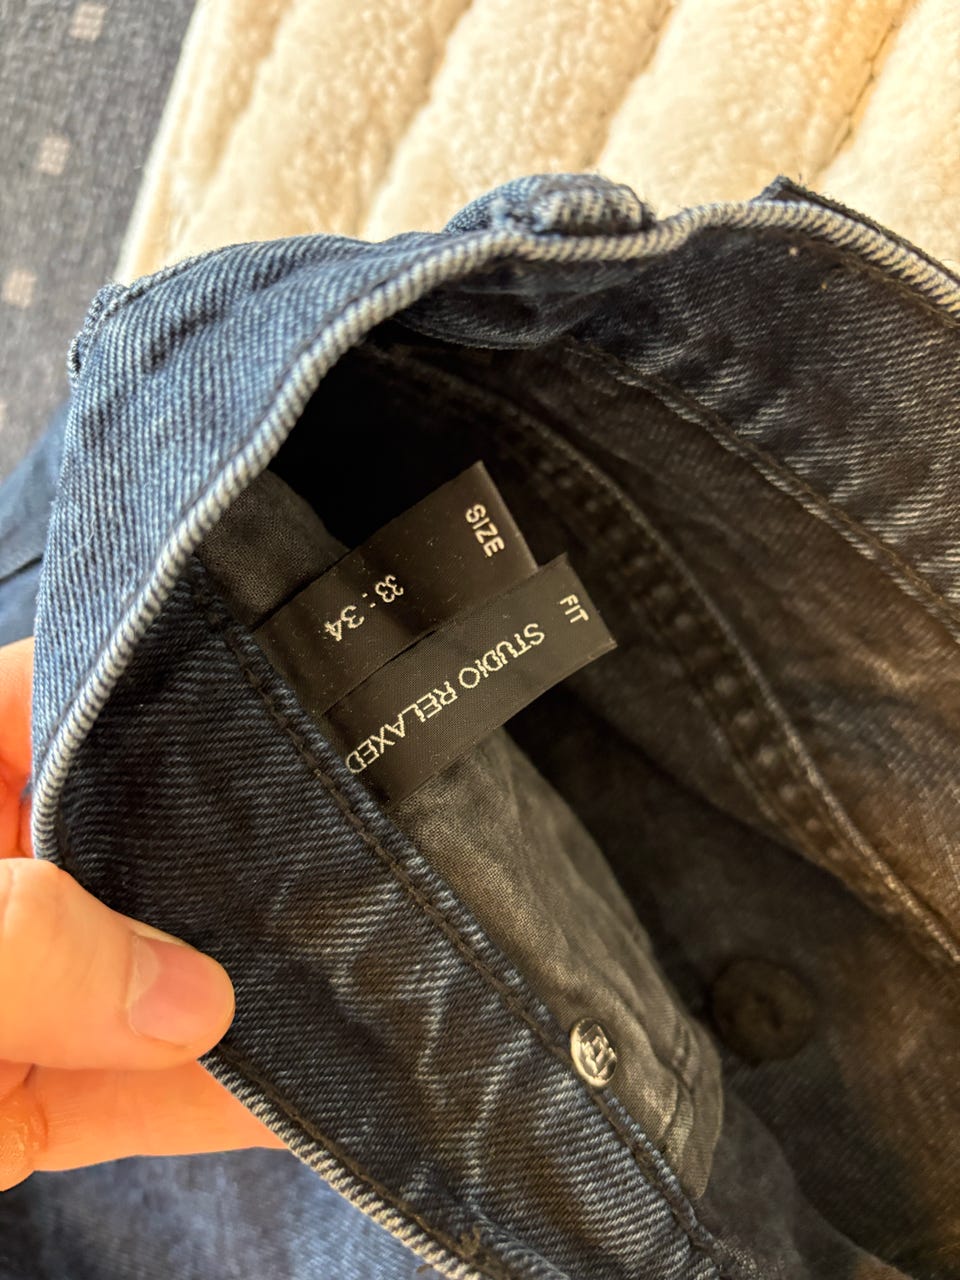 SIZE
33:34
FIT
STUDIO RELAXED